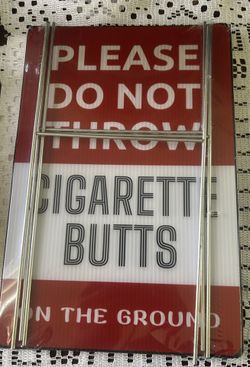 PLEASE
DO NOT
THROW
CIGARETTE
BUTTS
ON THE GROUND